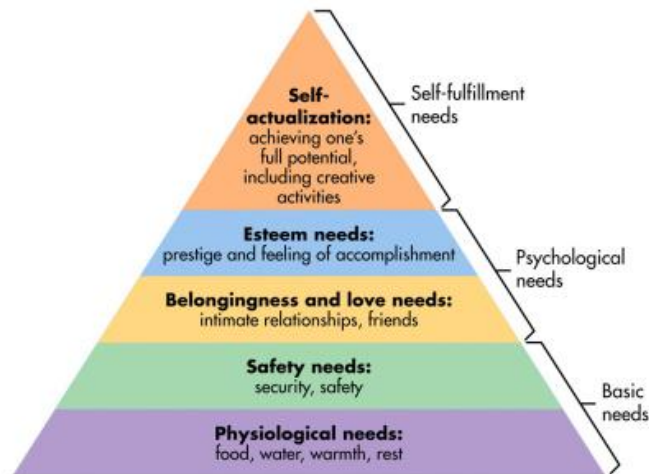 Self-
actualization:
achieving one's
full potential,
including creative
activities
Self-fulfillment
needs
Esteem needs:
prestige and feeling of accomplishment
Psychological
needs
Belongingness and love needs:
intimate relationships, friends
Safety needs:
security, safety
Basic
needs
Physiological needs:
food, water, warmth, rest